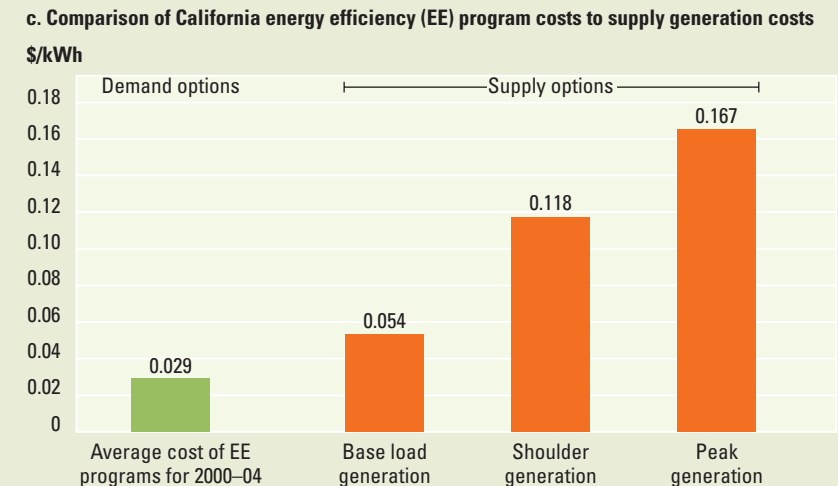 c. Comparison of California energy efficiency (EE) program costs to supply generation costs
$/kWh
Demand options
Supply options
0.18
0.16
0.14
0.12
0.10
0.08
0.06
0.04
0.02
0
0.029
0.054
0.118
0.167
Average cost of EE
programs for 2000–04
Base load
generation
Shoulder
generation
Peak
generation